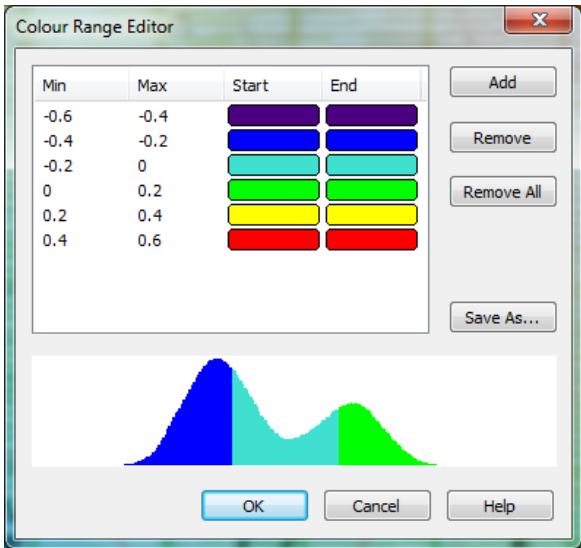 Colour Range Editor
Min Max Start End
-0.6 -0.4
-0.4 -0.2
-0.2 0
0 0.2
0.2 0.4
0.4 0.6
Add
Remove
Remove All
Save As...
OK Cancel Help